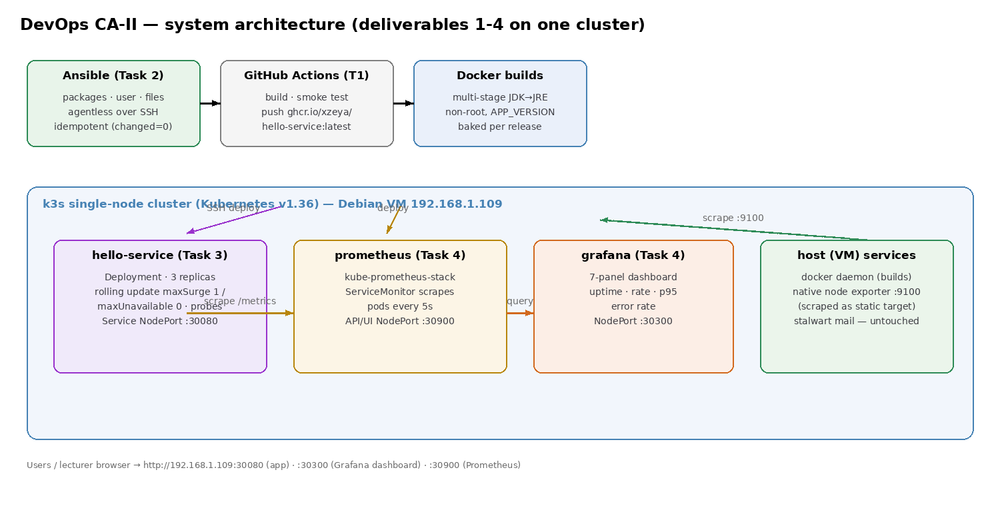 DevOps CA-II — system architecture (deliverables 1-4 on one cluster)
Ansible (Task 2)
packages · user · files
agentless over SSH
idempotent (changed=0)
GitHub Actions (T1)
build · smoke test
push ghcr.io/xzeya/
hello-service:latest
Docker builds
multi-stage JDK→JRE
non-root, APP_VERSION
baked per release
k3s single-node cluster (Kubernetes v1.36) — Debian VM 192.168.1.109
SSH deploy
deploy
scrape :9100
hello-service (Task 3)
Deployment · 3 replicas
rolling update maxSurge 1 /
maxUnavailable 0 · probes
Service NodePort :30080
scrape /metrics
prometheus (Task 4)
kube-prometheus-stack
ServiceMonitor scrapes
pods every 5s
API/UI NodePort :30900
query
grafana (Task 4)
7-panel dashboard
uptime · rate · p95
error rate
NodePort :30300
host (VM) services
docker daemon (builds)
native node exporter :9100
(scraped as static target)
stalwart mail — untouched
Users / lecturer browser → http://192.168.1.109:30080 (app) · :30300 (Grafana dashboard) · :30900 (Prometheus)